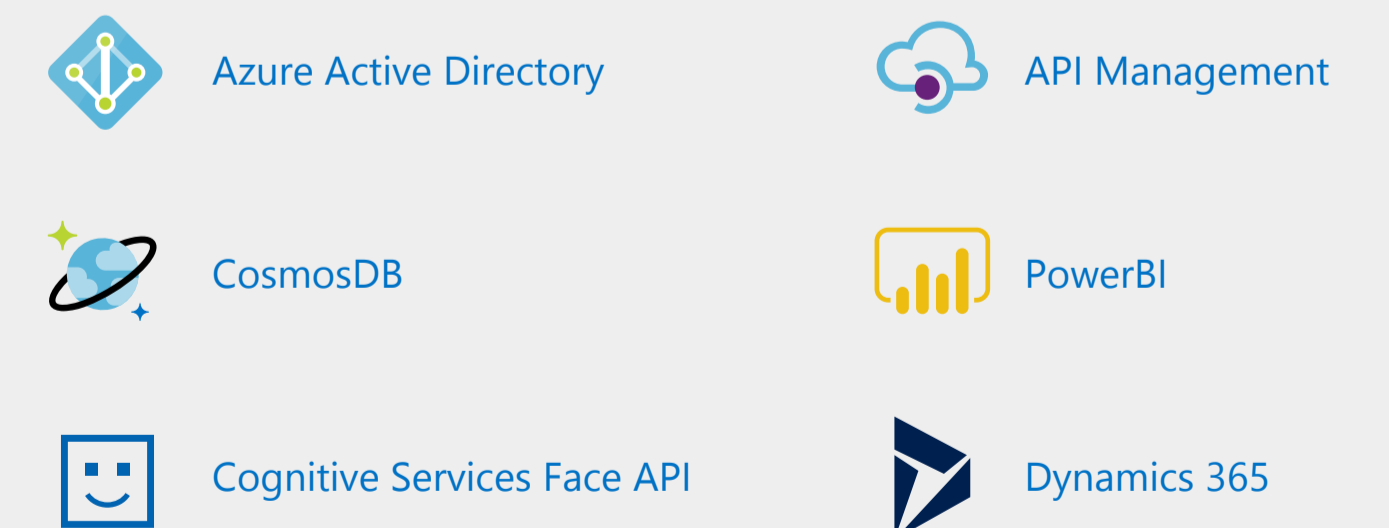 Azure Active Directory
API Management
CosmosDB
PowerBI
Cognitive Services Face API
Dynamics 365